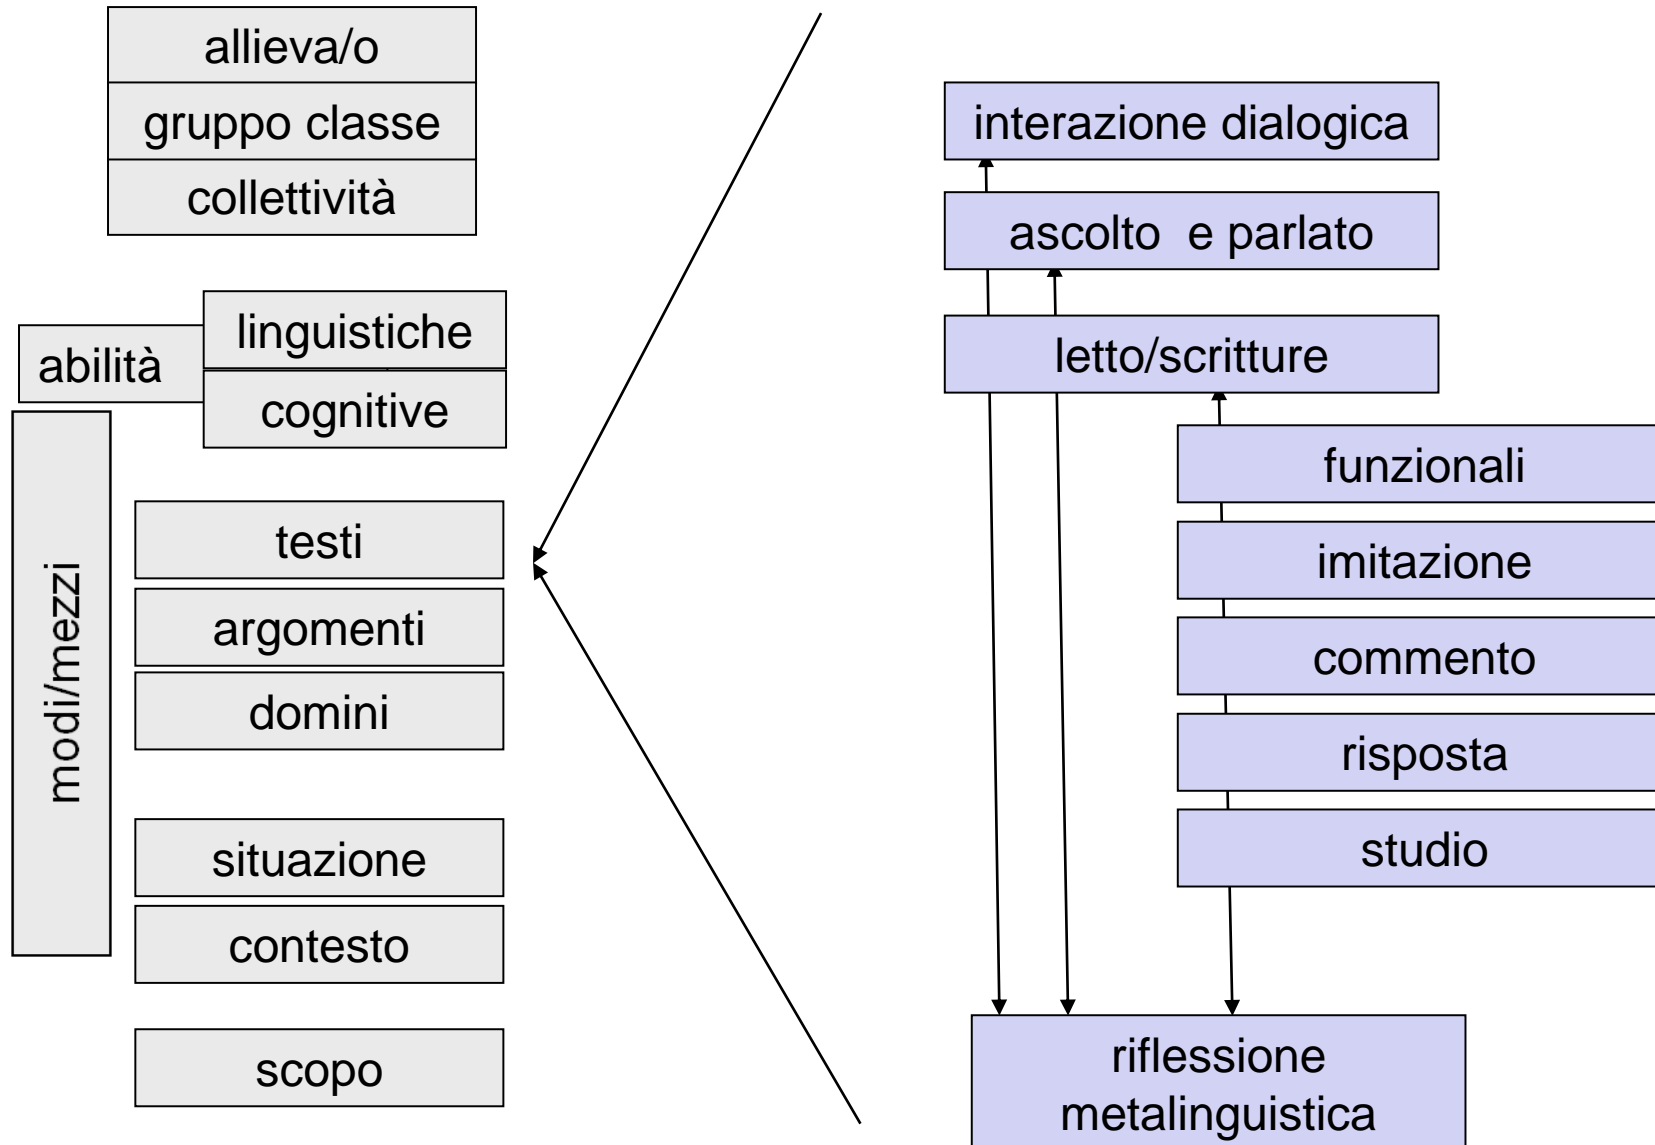 allieva/o
gruppo classe
collettività
abilità
linguistiche
cognitive
modi/mezzi
testi
argomenti
domini
situazione
contesto
scopo
interazione dialogica
ascolto e parlato
letto/scritture
funzionali
imitazione
commento
risposta
studio
riflessione
metalinguistica